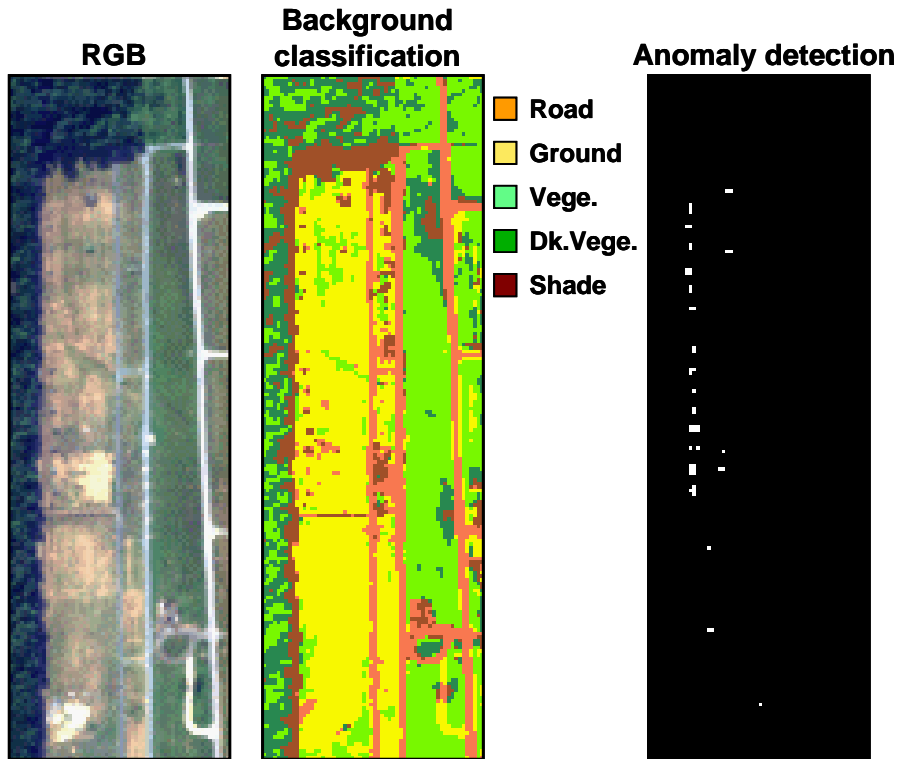 RGB
Background
classification
Anomaly detection
Road
Ground
Vege.
Dk.Vege.
Shade